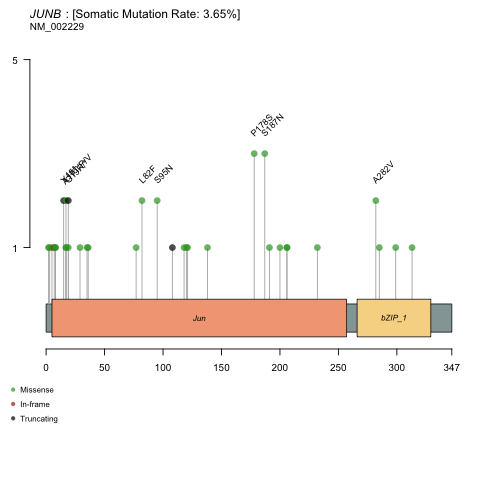 JUNB : [Somatic Mutation Rate: 3.65%]
NM_002229
5
1
L82F
S95N
P178S
S187N
A282V
Jun
bZIP_1
0 50 100 150 200 250 300 347
Missense
In-frame
Truncating